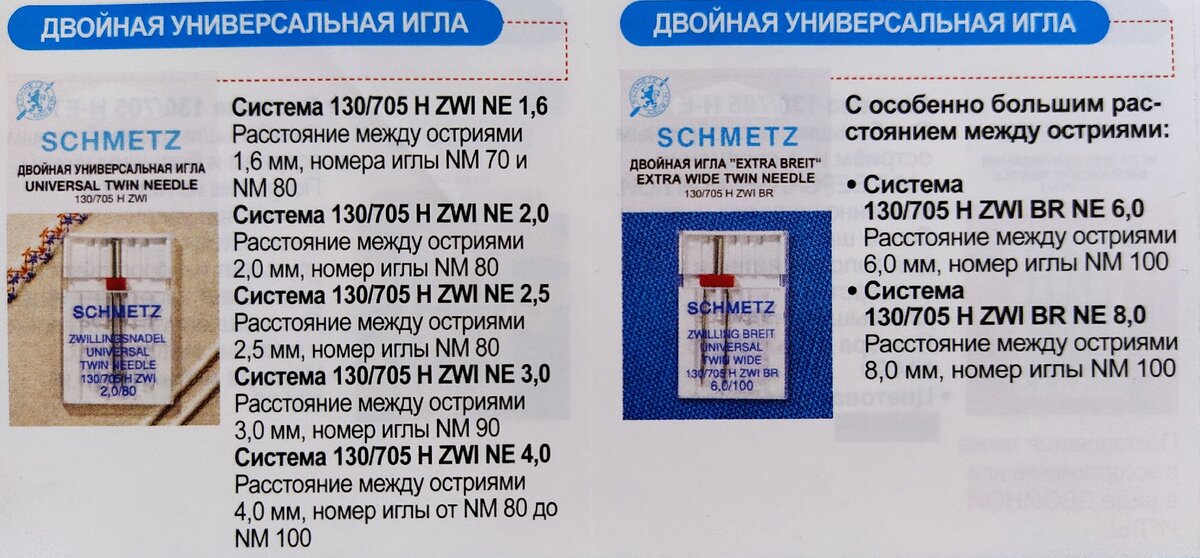 ДВОЙНАЯ УНИВЕРСАЛЬНАЯ ИГЛА
SCHMETZ
ДВОЙНАЯ УНИВЕРСАЛЬНАЯ ИГЛА
UNIVERSAL TWIN NEEDLE
130/705 H ZWI
SCHMETZ
ZWILLINGSNADEL
UNIVERSAL
TWIN NEEDLE
130/705 H ZWI
2,0/80
Система 130/705 H ZWI NE 1,6
Расстояние между остриями
1,6 мм, номера иглы NM 70 и
NM 80
Система 130/705 H ZWI NE 2,0
Расстояние между остриями
2,0 мм, номер иглы NM 80
Система 130/705 H ZWI NE 2,5
Расстояние между остриями
2,5 мм, номер иглы NM 80
Система 130/705 H ZWI NE 3,0
Расстояние между остриями
3,0 мм, номер иглы NM 90
Система 130/705 H ZWI NE 4,0
Расстояние между остриями
4,0 мм, номер иглы от NM 80 до
NM 100
ДВОЙНАЯ УНИВЕРСАЛЬНАЯ ИГЛА
SCHMETZ
ДВОЙНАЯ ИГЛА "EXTRA BREIT"
EXTRA WIDE TWIN NEEDLE
130/705 H ZWI BR
SCHMETZ
ZWILLING BREIT
UNIVERSAL
TWIN WIDE
130/705 H ZWI BR
6,0/100
С особенно большим рас-
стоянием между остриями:
• Система
130/705 H ZWI BR NE 6,0
Расстояние между остриями
6,0 мм, номер иглы NM 100
• Система
130/705 H ZWI BR NE 8,0
Расстояние между остриями
8,0 мм, номер иглы NM 100